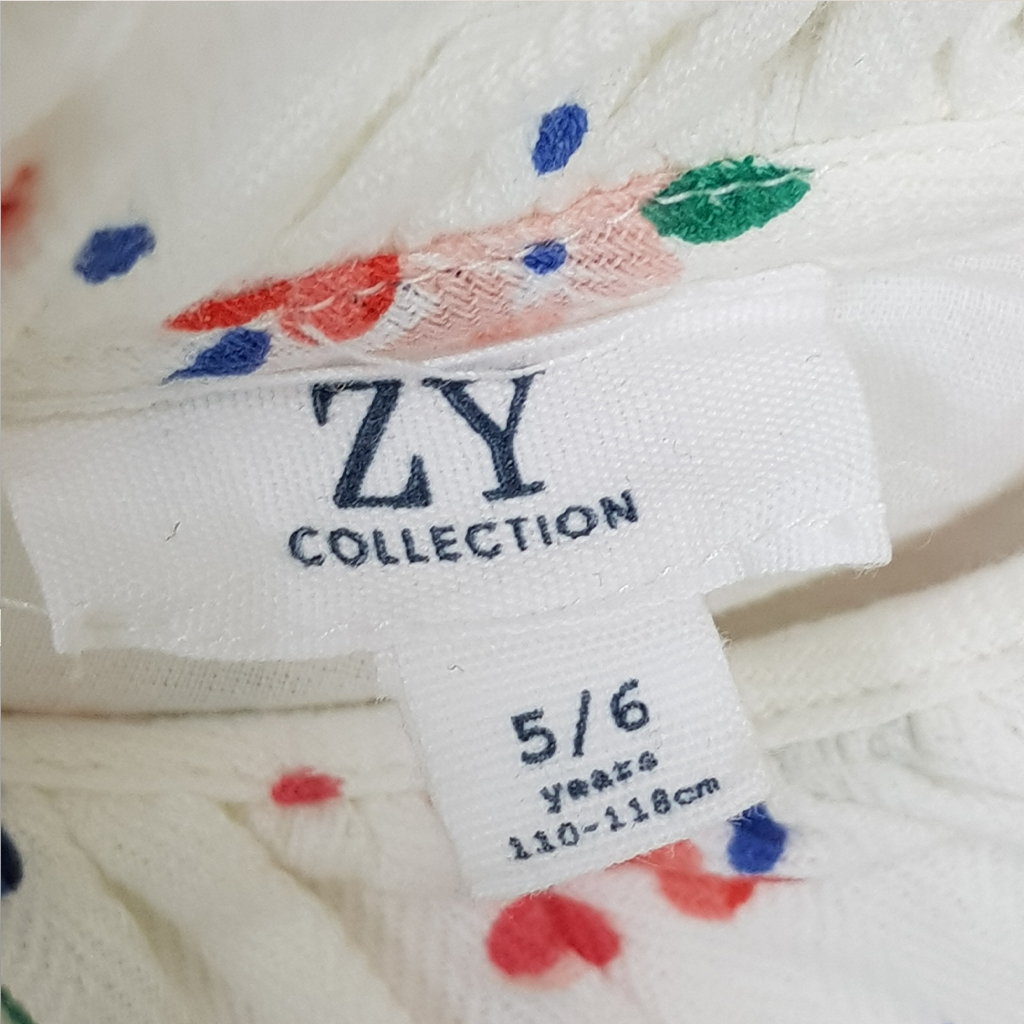 ZY
COLLECTION
5/6
years
110-118cm